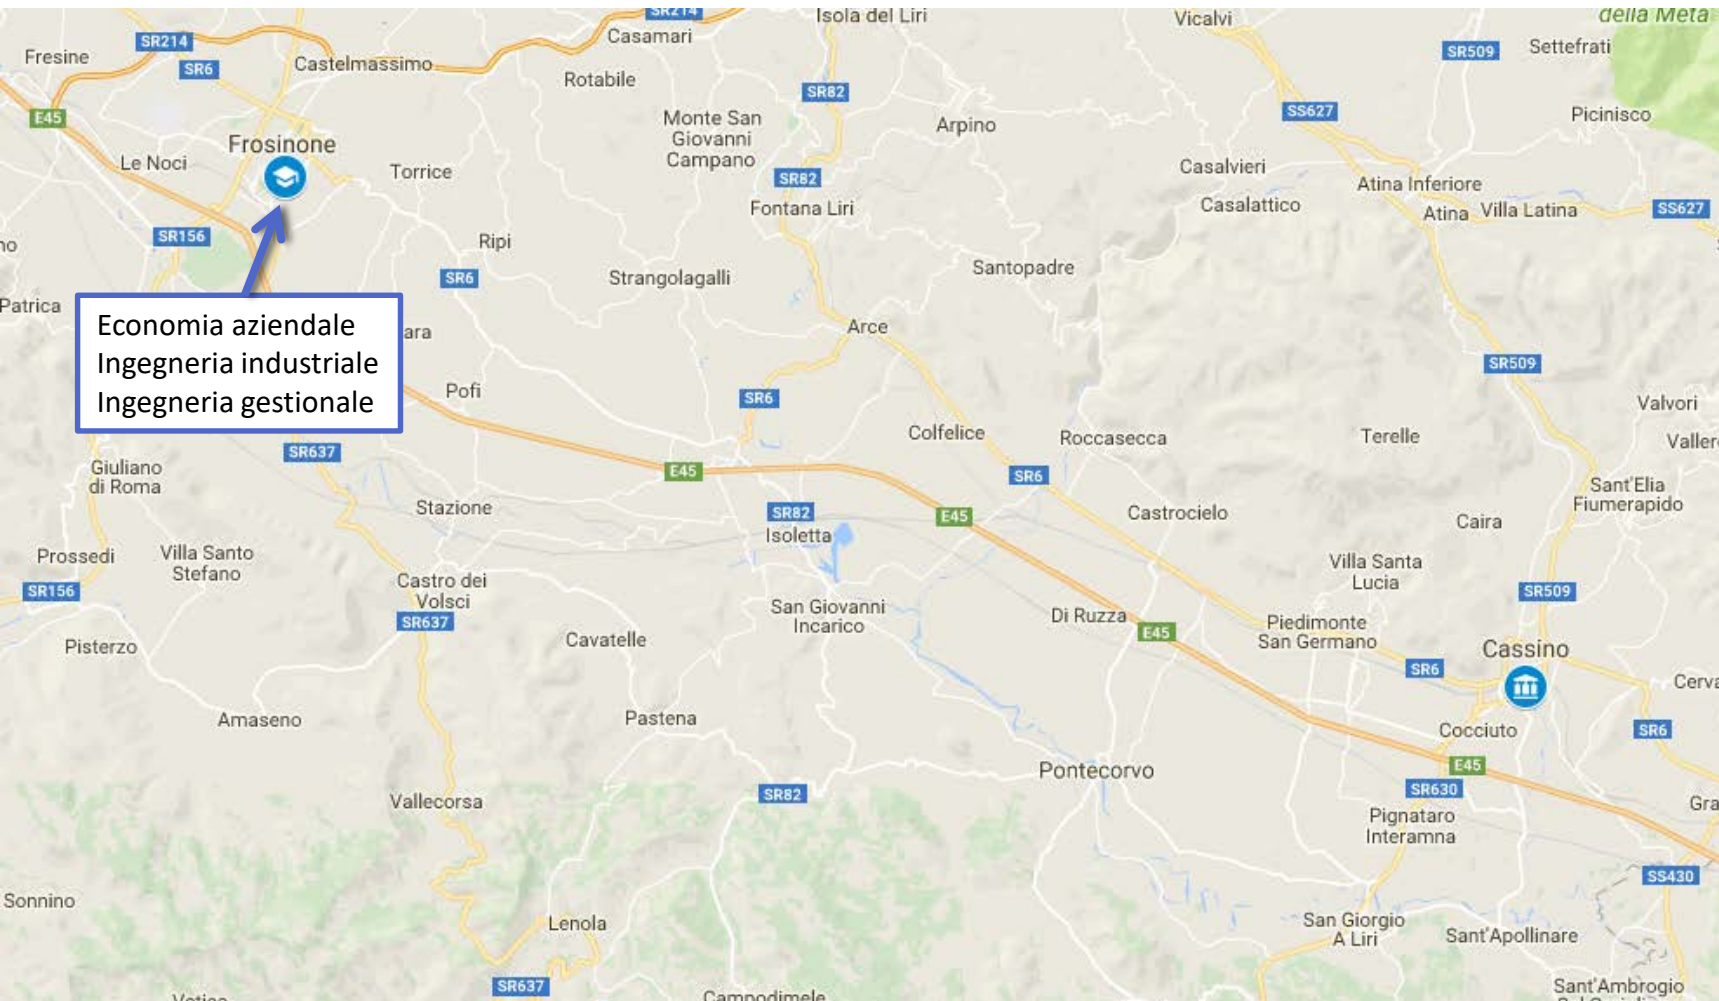 SR214
Isola del Liri
Vicalvi
della Meta
Fresine
SR214
Casamari
SR509
Settefrati
SR6
Castelmassimo
Rotabile
SR82
E45
Monte San
Giovanni
Campano
Arpino
SS627
Picinisco
Frosinone
Le Noci
Torrice
SR82
Casalvieri
Atina Inferiore
Fontana Liri
Casalattico
Atina
Villa Latina
SS627
SR156
Ripi
SR6
Strangolagalli
Santopadre
Patrica
Economia aziendale
Ingegneria industriale
Ingegneria gestionale
ara
Arce
SR509
Pofi
SR6
Valvori
Colfelice
Roccasecca
Terelle
Valler
SR637
Giuliano
di Roma
E45
SR6
Sant'Elia
Fiumerapido
Stazione
SR82
Isoletta
E45
Castrocielo
Caira
Prossedi
Villa Santo
Stefano
Villa Santa
Lucia
SR156
Castro dei
Volsci
SR637
San Giovanni
Incarico
Di Ruzza
E45
SR509
Piedimonte
San Germano
Pisterzo
Cavatelle
Cassino
SR6
Cerva
Amaseno
Pastena
Cocciuto
SR6
Pontecorvo
E45
Vallecorsa
SR82
SR630
Gra
Pignataro
Interamna
SS430
Sonnino
Lenola
San Giorgio
A Liri
Sant'Apollinare
SR637
Campodimele
Sant'Ambrogio